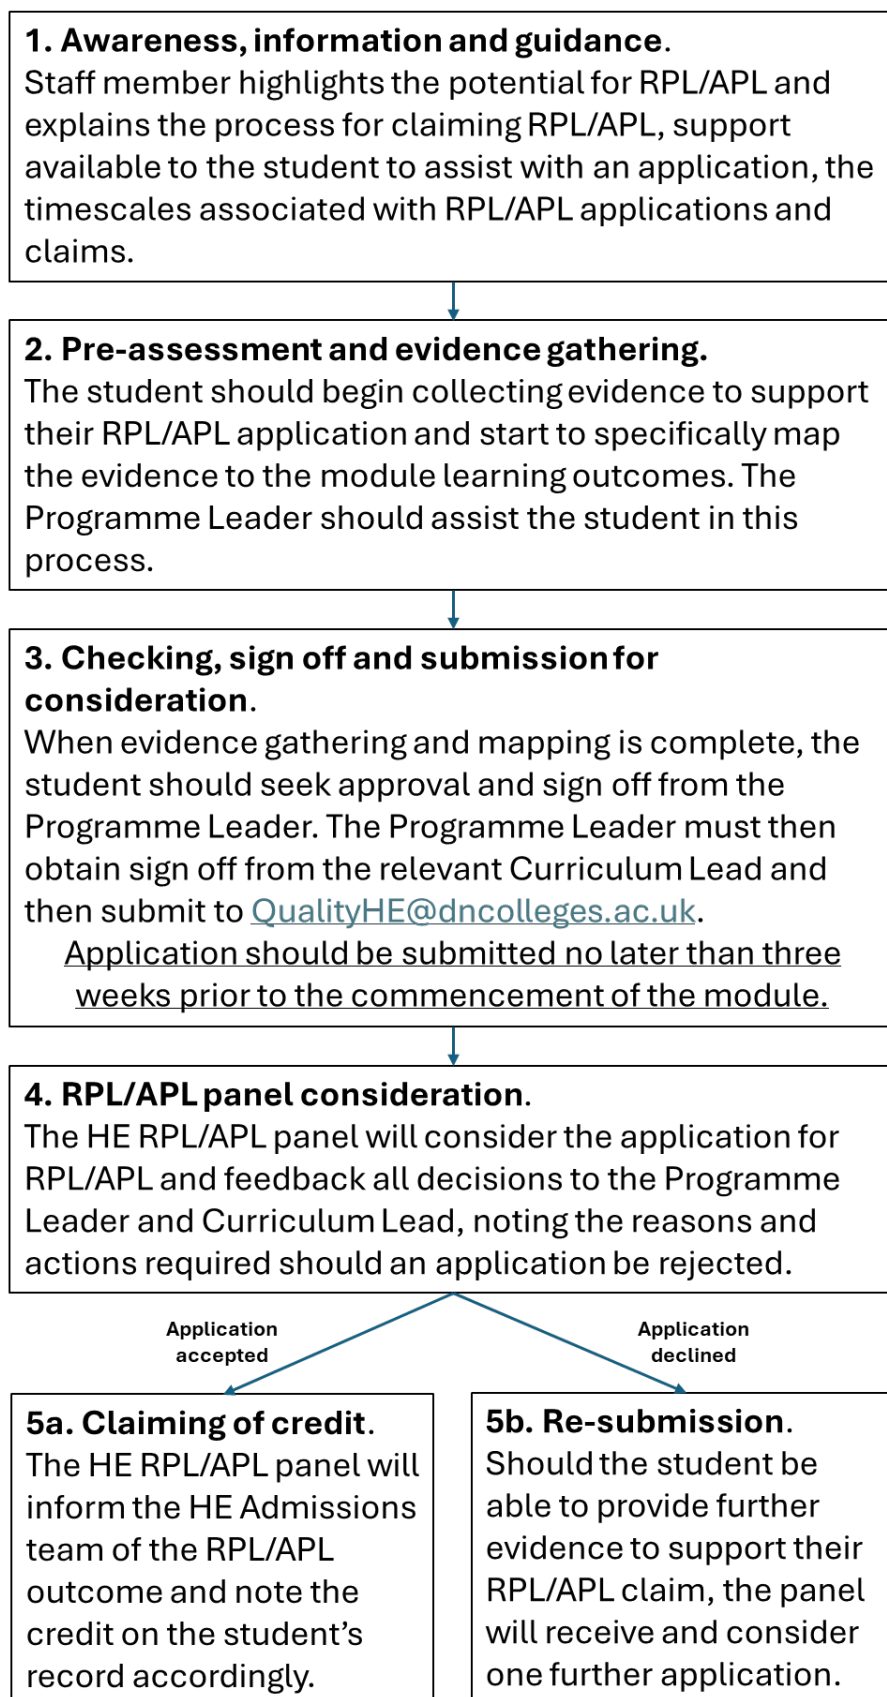 1. Awareness, information and guidance.
Staff member highlights the potential for RPL/APL and
explains the process for claiming RPL/APL, support
available to the student to assist with an application, the
timescales associated with RPL/APL applications and
claims.
2. Pre-assessment and evidence gathering.
The student should begin collecting evidence to support
their RPL/APL application and start to specifically map
the evidence to the module learning outcomes. The
Programme Leader should assist the student in this
process.
3. Checking, sign off and submission for
consideration.
When evidence gathering and mapping is complete, the
student should seek approval and sign off from the
Programme Leader. The Programme Leader must then
obtain sign off from the relevant Curriculum Lead and
then submit to QualityHE@dncolleges.ac.uk.
Application should be submitted no later than three
weeks prior to the commencement of the module.
4. RPL/APL panel consideration.
The HE RPL/APL panel will consider the application for
RPL/APL and feedback all decisions to the Programme
Leader and Curriculum Lead, noting the reasons and
actions required should an application be rejected.
Application
accepted
Application
declined
5a. Claiming of credit.
The HE RPL/APL panel will
inform the HE Admissions
team of the RPL/APL
outcome and note the
credit on the student’s
record accordingly.
5b. Re-submission.
Should the student be
able to provide further
evidence to support their
RPL/APL claim, the panel
will receive and consider
one further application.